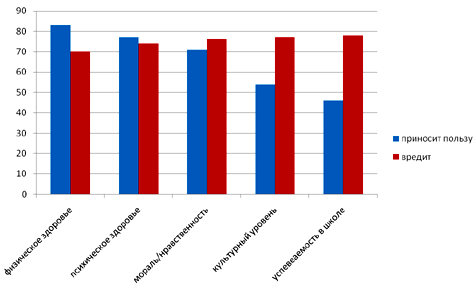 90
80
70
60
50
40
30
20
10
0
физическое здоровье
психическое здоровье
мораль/нравственность
культурный уровень
успеваемость в школе
приносит пользу
вредит